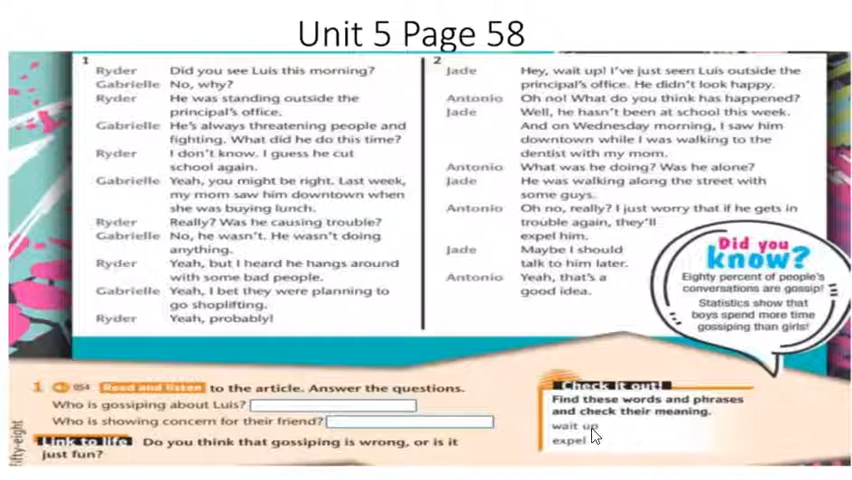 Unit 5 Page 58
1
Ryder Did you see Luis this morning?
Gabrielle No, why?
Ryder He was standing outside the
principal's office.
Gabrielle He's always threatening people and
fighting. What did he do this time?
Ryder I don't know. I guess he cut
school again.
Gabrielle Yeah, you might be right. Last week,
my mom saw him downtown when
she was buying lunch.
Ryder Really? Was he causing trouble?
Gabrielle No, he wasn't. He wasn't doing
anything.
Ryder Yeah, but I heard he hangs around
with some bad people.
Gabrielle Yeah, I bet they were planning to
go shoplifting.
Ryder Yeah, probably!
2
Jade Hey, wait up! I've just seen Luis outside the
principal's office. He didn't look happy.
Antonio Oh no! What do you think has happened?
Jade Well, he hasn't been at school this week.
And on Wednesday morning, I saw him
downtown while I was walking to the
dentist with my mom.
Antonio What was he doing? Was he alone?
Jade He was walking along the street with
some guys.
Antonio Oh no, really? I just worry that if he gets in
trouble again, they'll
expel him.
Jade Maybe I should
talk to him later.
Antonio Yeah, that's a
good idea.
Did you
know?
Eighty percent of people's
conversations are gossip!
Statistics show that
boys spend more time
gossiping than girls!
1 054 Read and listen to the article. Answer the questions.
Who is gossiping about Luis?
Who is showing concern for their friend?
Link to life Do you think that gossiping is wrong, or is it
just fun?
Check it out!
Find these words and phrases
and check their meaning.
wait up
expel
fifty-eight